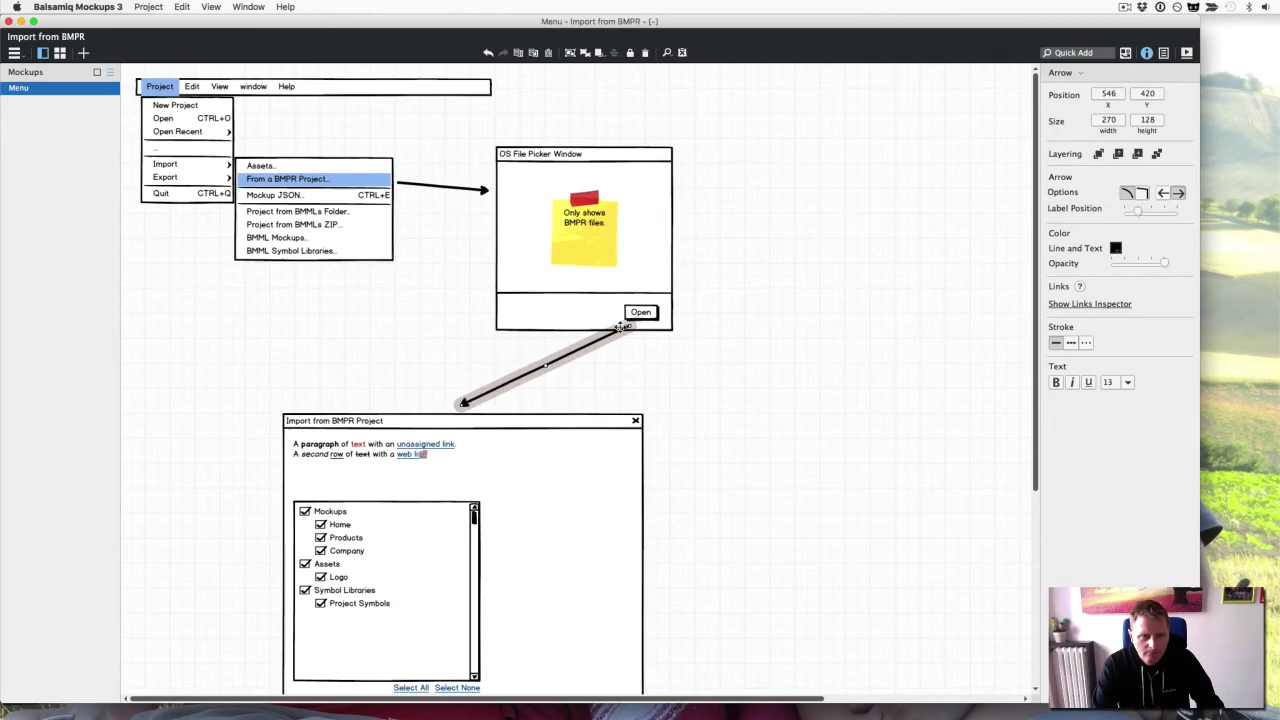 Balsamiq Mockups 3 Project Edit View Window Help
Menu - Import from BMPR - [-]
Import from BMPR
Quick Add
Mockups
Menu
Project Edit View window Help
New Project
Open CTRL+O
Open Recent
...
Import
Export
Quit CTRL+Q
Assets...
From a BMPR Project...
Mockup JSON... CTRL+E
Project from BMMLs Folder...
Project from BMMLs ZIP...
BMML Mockups...
BMML Symbol Libraries...
OS File Picker Window
Only shows
BMPR files.
Open
Import from BMPR Project
A paragraph of text with an unassigned link.
A second row of text with a web link
Mockups
Home
Products
Company
Assets
Logo
Symbol Libraries
Project Symbols
Select All Select None
Arrow
Position 546 420
X Y
Size 270 128
width height
Layering
Arrow
Options
Label Position
Color
Line and Text
Opacity
Links ?
Show Links Inspector
Stroke
Text
B I U 13